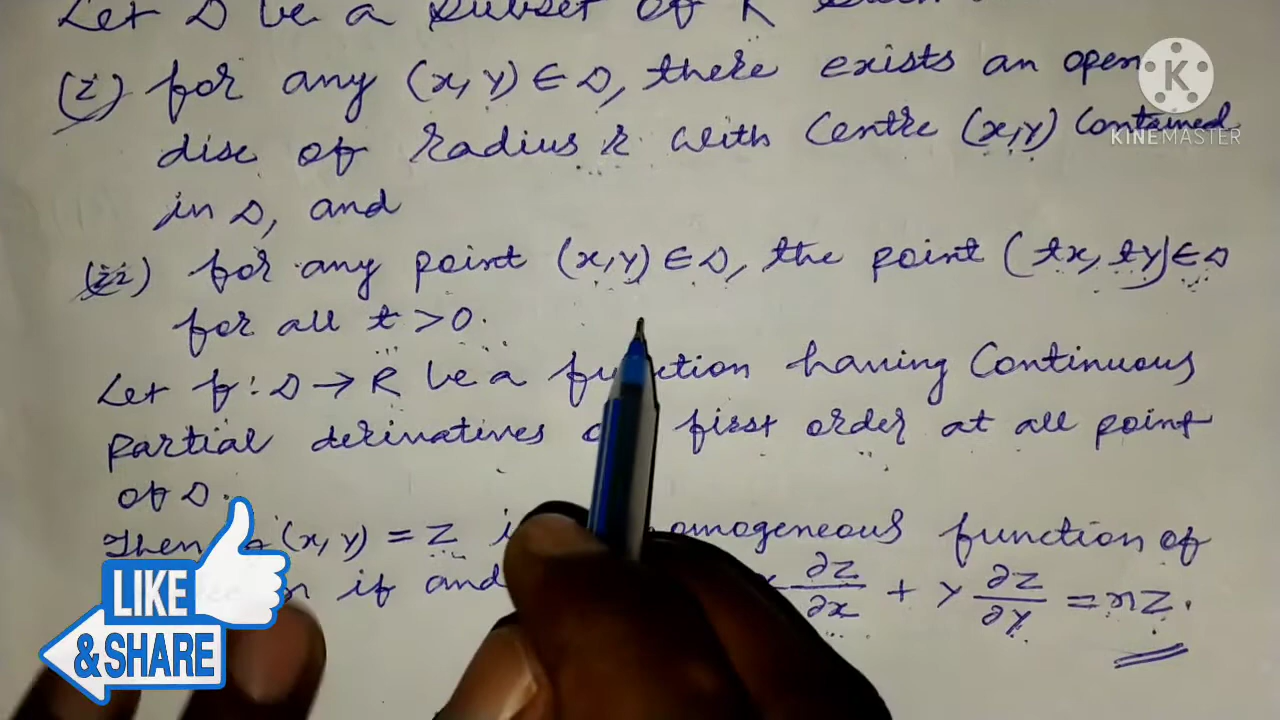 Let D be a subset of R
(i) for any (x, y) ∈ D, there exists an open
disc of radius r with centre (x, y) contained
in D, and
(ii) for any point (x, y) ∈ D, the point (tx, ty) ∈ D
for all t > 0.
Let f : D → R be a function having Continuous
partial derivatives first order at all point
of D.
Then (x, y) = Z omogeneous function of
n if and ∂z/∂x + y ∂z/∂y = nz.
KINEMASTER
LIKE
&SHARE